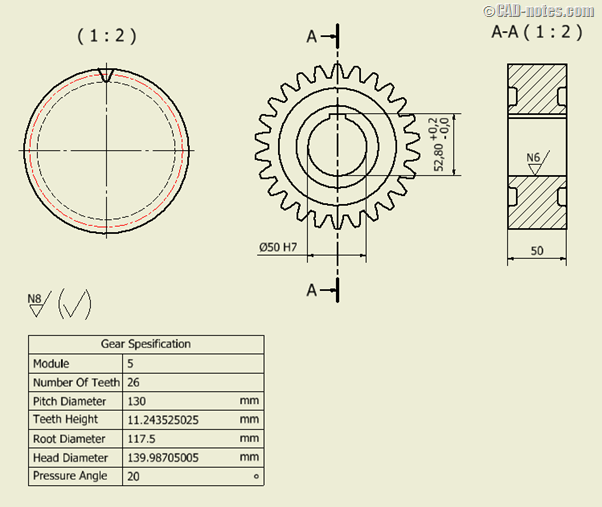 ©CAD-notes.com
( 1 : 2 )
A
A-A ( 1 : 2 )
52,80 +0,2 -0,0
N6
Ø50 H7
50
A
N8
Gear Spesification
Module 5
Number Of Teeth 26
Pitch Diameter 130 mm
Teeth Height 11.243525025 mm
Root Diameter 117.5 mm
Head Diameter 139.98705005 mm
Pressure Angle 20 °